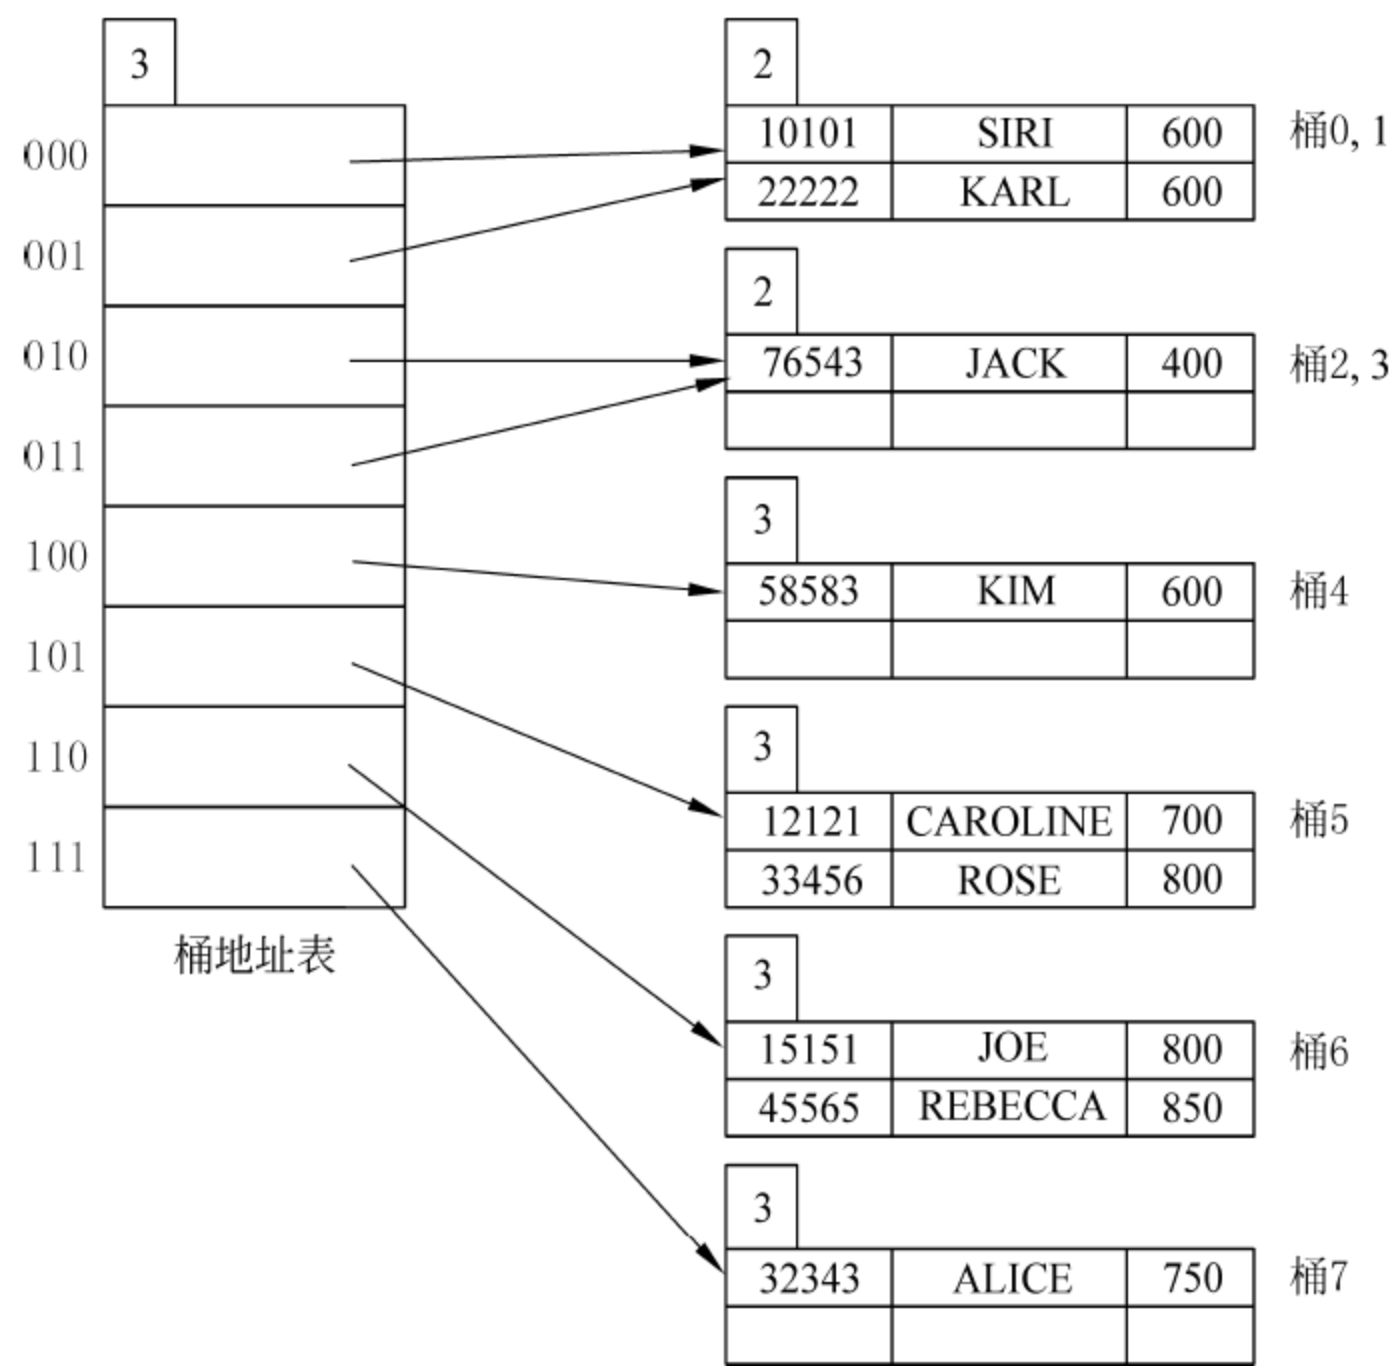 3
000
001
010
011
100
101
110
111
桶地址表
2
10101 SIRI 600
22222 KARL 600
桶0, 1
2
76543 JACK 400
桶2, 3
3
58583 KIM 600
桶4
3
12121 CAROLINE 700
33456 ROSE 800
桶5
3
15151 JOE 800
45565 REBECCA 850
桶6
3
32343 ALICE 750
桶7